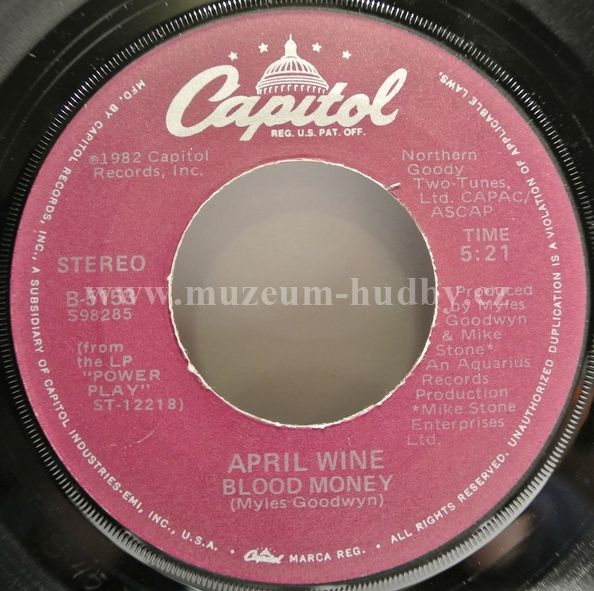 Capitol
REG. U.S. PAT. OFF.
MFD. BY CAPITOL RECORDS, INC., A SUBSIDIARY OF CAPITOL INDUSTRIES-EMI, INC., U.S.A. • Capitol MARCA REG. • ALL RIGHTS RESERVED. UNAUTHORIZED DUPLICATION IS A VIOLATION OF APPLICABLE LAWS.
℗1982 Capitol
Records, Inc.
Northern
Goody
Two-Tunes,
Ltd. CAPAC/
ASCAP
TIME
5:21
STEREO
B-5153
S98285
(from
the LP
"POWER
PLAY"
ST-12218)
www.muzeum-hudby.cz
Produced
by Myles
Goodwyn
& Mike
Stone*
An Aquarius
Records
Production
*Mike Stone
Enterprises
Ltd.
APRIL WINE
BLOOD MONEY
(Myles Goodwyn)